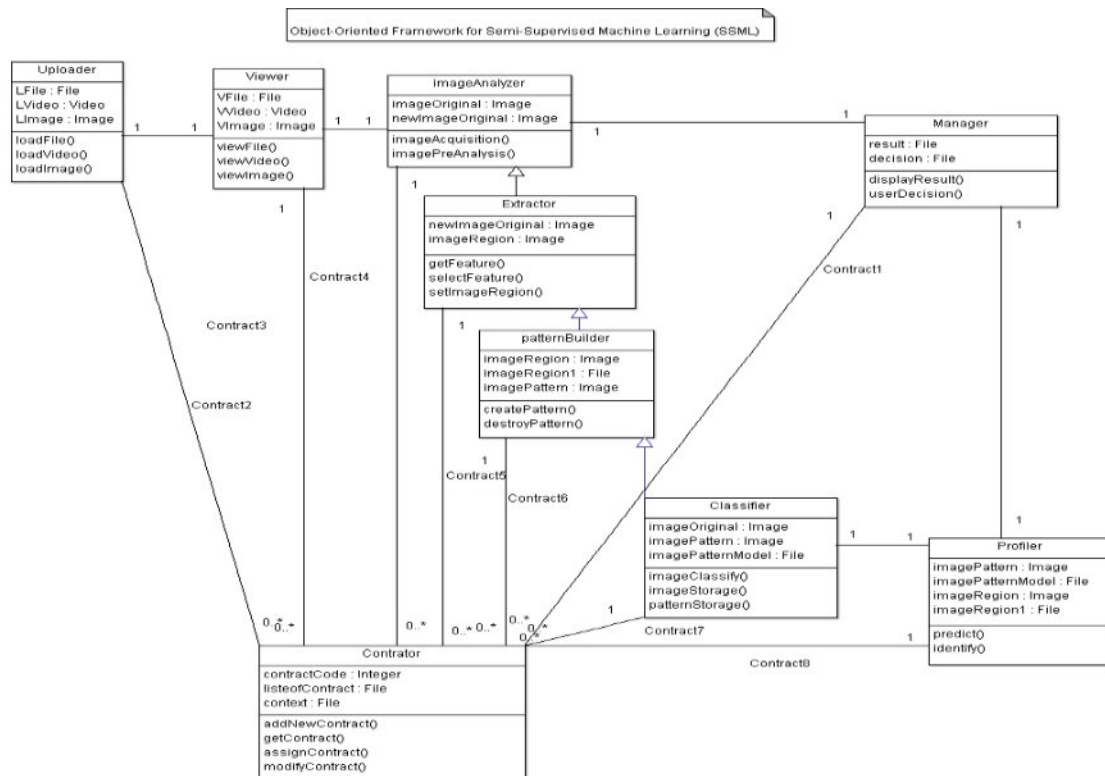 Object-Oriented Framework for Semi-Supervised Machine Learning (SSML)
Uploader
LFile : File
LVideo : Video
LImage : Image
loadFile()
loadVideo()
loadImage()
1
1
Viewer
VFile : File
VVideo : Video
VImage : Image
viewFile()
viewVideo()
viewImage()
1
1
1
imageAnalyzer
imageOriginal : Image
newImageOriginal : Image
imageAcquisition()
imagePreAnalysis()
1
1
1
Manager
result : File
decision : File
displayResult()
userDecision()
1
1
Extractor
newImageOriginal : Image
imageRegion : Image
getFeature()
selectFeature()
setImageRegion()
1
Contract4
Contract1
Contract3
Contract2
patternBuilder
imageRegion : Image
imageRegion1 : File
imagePattern : Image
createPattern()
destroyPattern()
1
Contract5
Contract6
Classifier
imageOriginal : Image
imagePattern : Image
imagePatternModel : File
imageClassify()
imageStorage()
patternStorage()
1
1
1
1
Profiler
imagePattern : Image
imagePatternModel : File
imageRegion : Image
imageRegion1 : File
predict()
identify()
1
Contract7
Contract8
0..*
0..*
0..*
0..*
0..*
0..*
0..*
Contrator
contractCode : Integer
listeofContract : File
context : File
addNewContract()
getContract()
assignContract()
modifyContract()